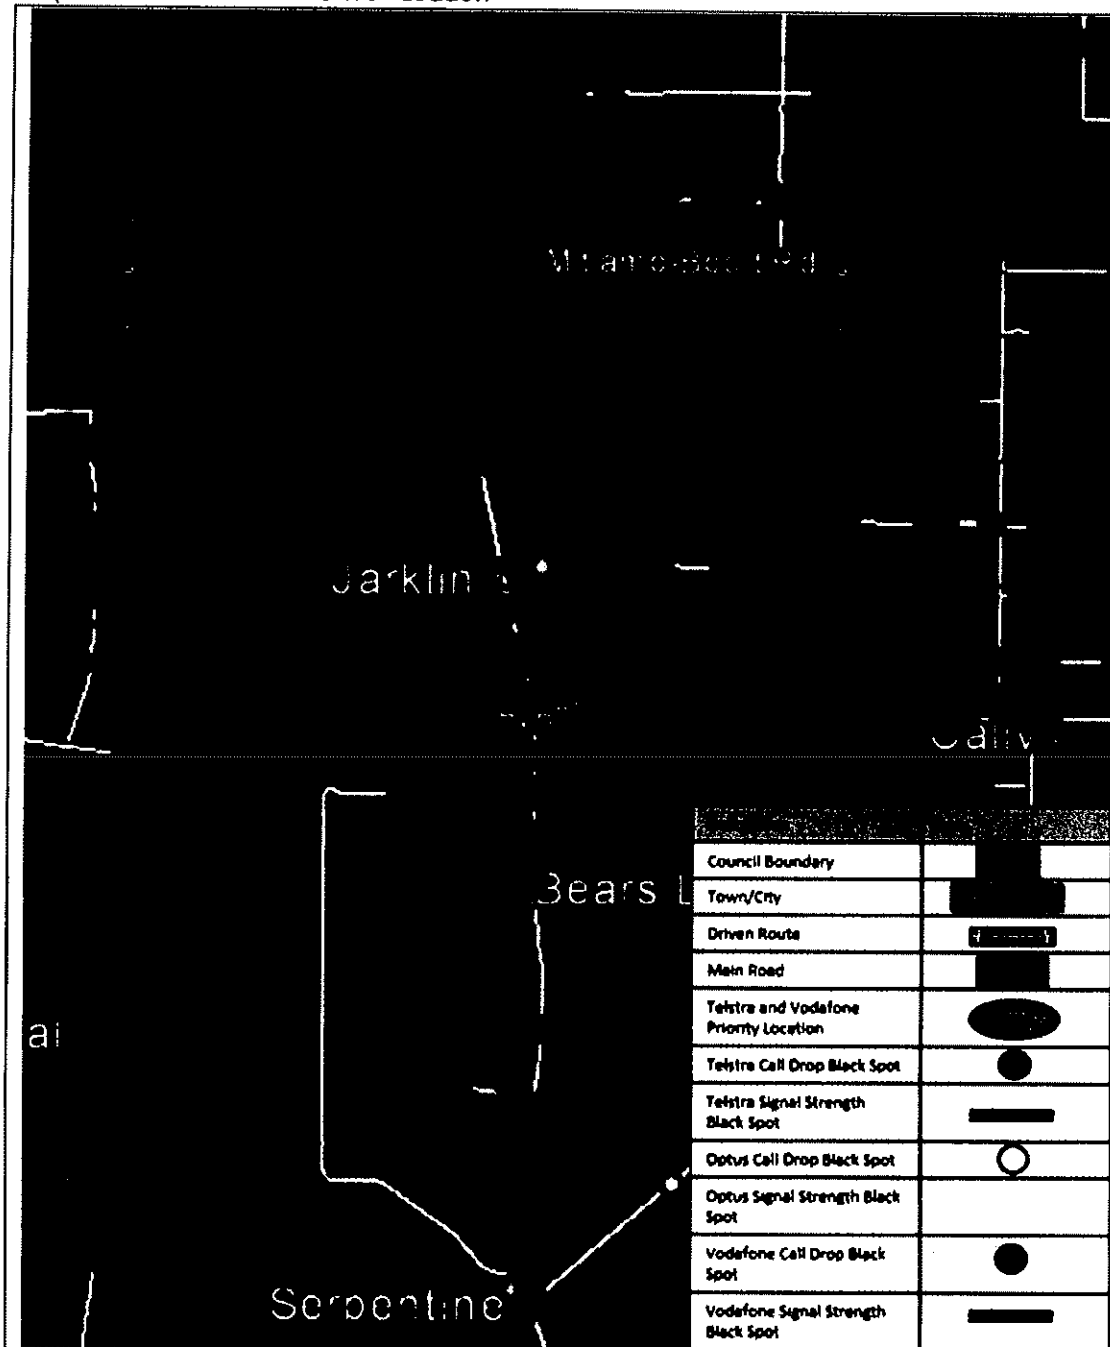 Jarklin
Bears L
ai
Serpentine
Council Boundary
Town/City
Driven Route
Main Road
Telstra and Vodafone
Priority Location
Telstra Call Drop Black Spot
Telstra Signal Strength
Black Spot
Optus Call Drop Black Spot
Optus Signal Strength Black
Spot
Vodafone Call Drop Black
Spot
Vodafone Signal Strength
Black Spot